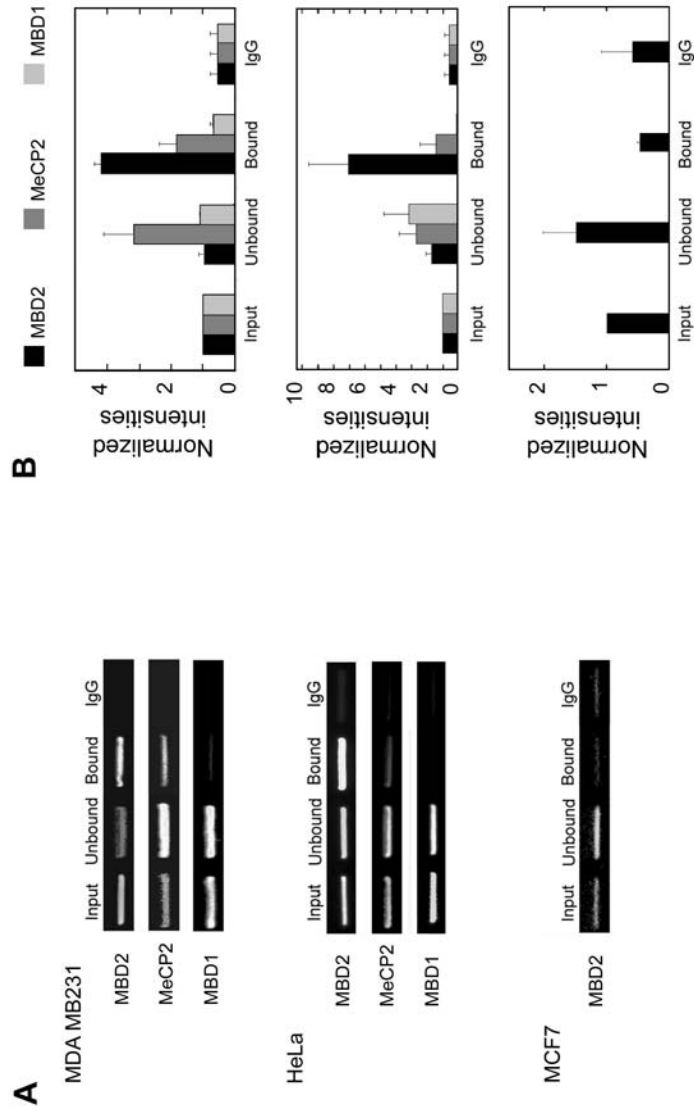 A
MDA MB231
Input Unbound Bound IgG
MBD2
MeCP2
MBD1
HeLa
Input Unbound Bound IgG
MBD2
MeCP2
MBD1
MCF7
Input Unbound Bound IgG
MBD2
B
MBD2 MeCP2 MBD1
Normalized
intensities
4
2
0
Input Unbound Bound IgG
Normalized
intensities
10
8
6
4
2
0
Input Unbound Bound IgG
Normalized
intensities
2
1
0
Input Unbound Bound IgG